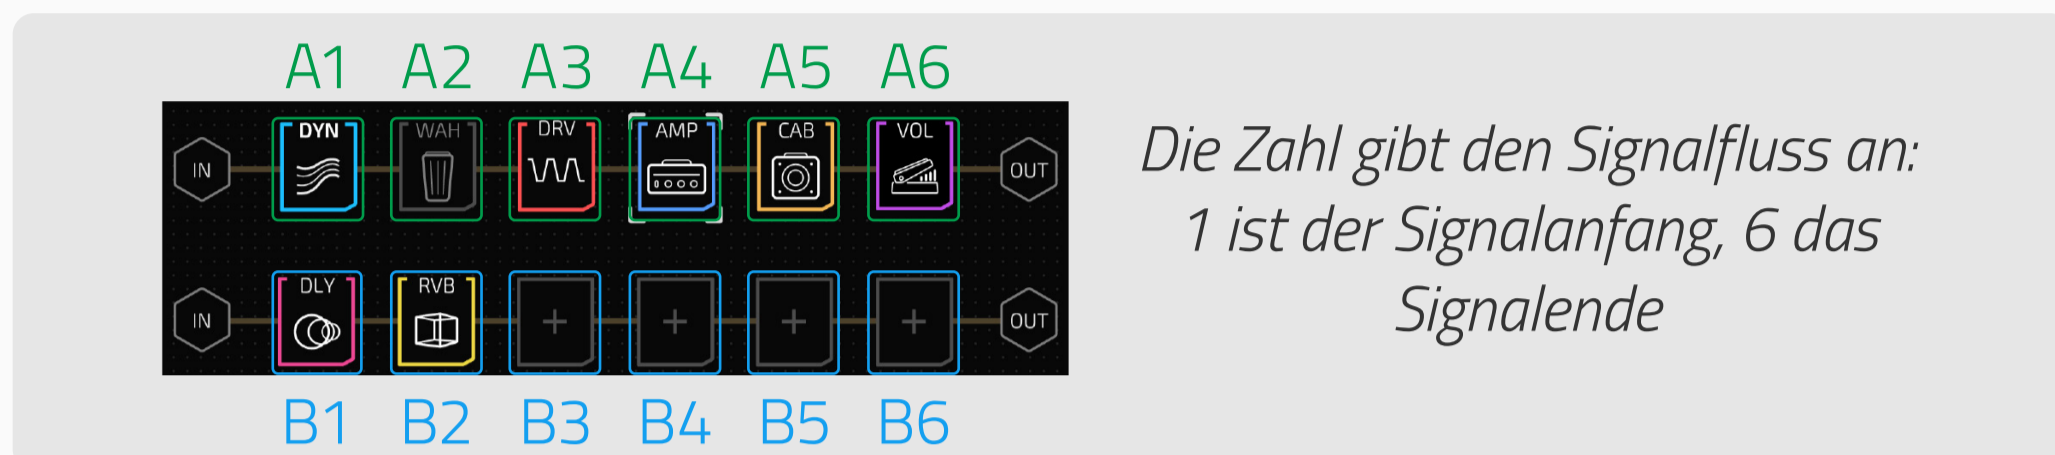 A1 A2 A3 A4 A5 A6
IN DYN WAH DRV AMP CAB VOL OUT
IN DLY RVB + + + + OUT
B1 B2 B3 B4 B5 B6
Die Zahl gibt den Signalfluss an:
1 ist der Signalanfang, 6 das
Signalende